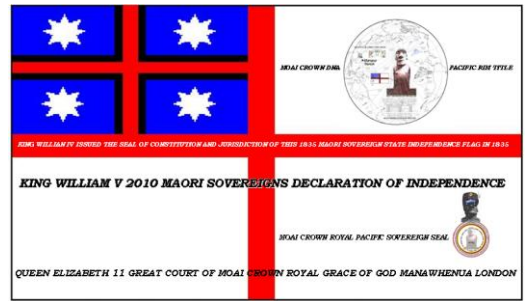 MOAI CROWN DNA
PACIFIC RIM TITLE
KING WILLIAM IV ISSUED THE SEAL OF CONSTITUTION AND JURISDICTION OF THIS 1835 MAORI SOVEREIGN STATE INDEPENDENCE FLAG IN 1835
KING WILLIAM V 2010 MAORI SOVEREIGNS DECLARATION OF INDEPENDENCE
MOAI CROWN ROYAL PACIFIC SOVEREIGN SEAL
QUEEN ELIZABETH 11 GREAT COURT OF MOAI CROWN ROYAL GRACE OF GOD MANAWHENUA LONDON